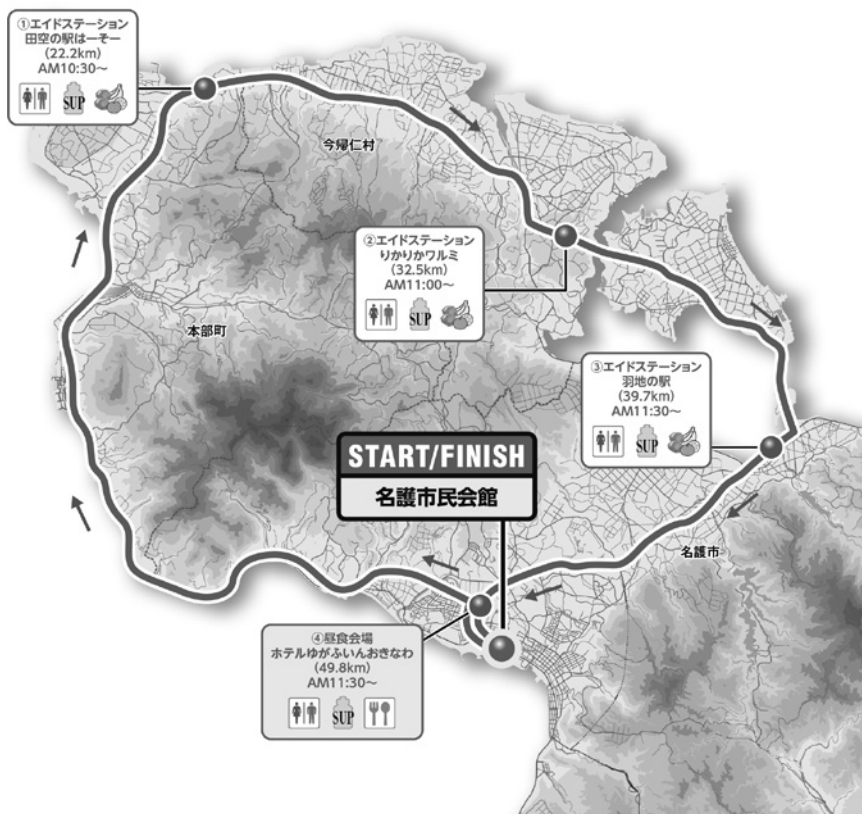 ①エイドステーション
田空の駅はーそー
(22.2km)
AM10:30～
SUP
今帰仁村
②エイドステーション
りかりかワルミ
(32.5km)
AM11:00～
SUP
本部町
③エイドステーション
羽地の駅
(39.7km)
AM11:30～
SUP
START/FINISH
名護市民会館
名護市
④昼食会場
ホテルゆがふいんおきなわ
(49.8km)
AM11:30～
SUP